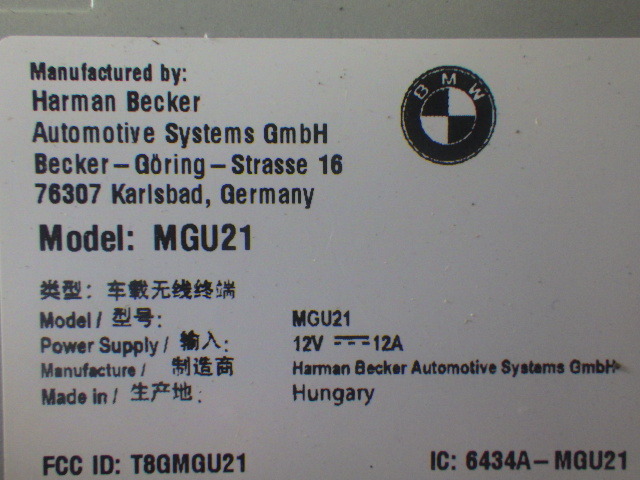 Manufactured by:
Harman Becker
Automotive Systems GmbH
Becker–Göring–Strasse 16
76307 Karlsbad, Germany
BMW
Model: MGU21
类型: 车载无线终端
Model / 型号: MGU21
Power Supply / 输入: 12V ⎓ 12A
Manufacture / 制造商 Harman Becker Automotive Systems GmbH
Made in / 生产地: Hungary
FCC ID: T8GMGU21 IC: 6434A–MGU21